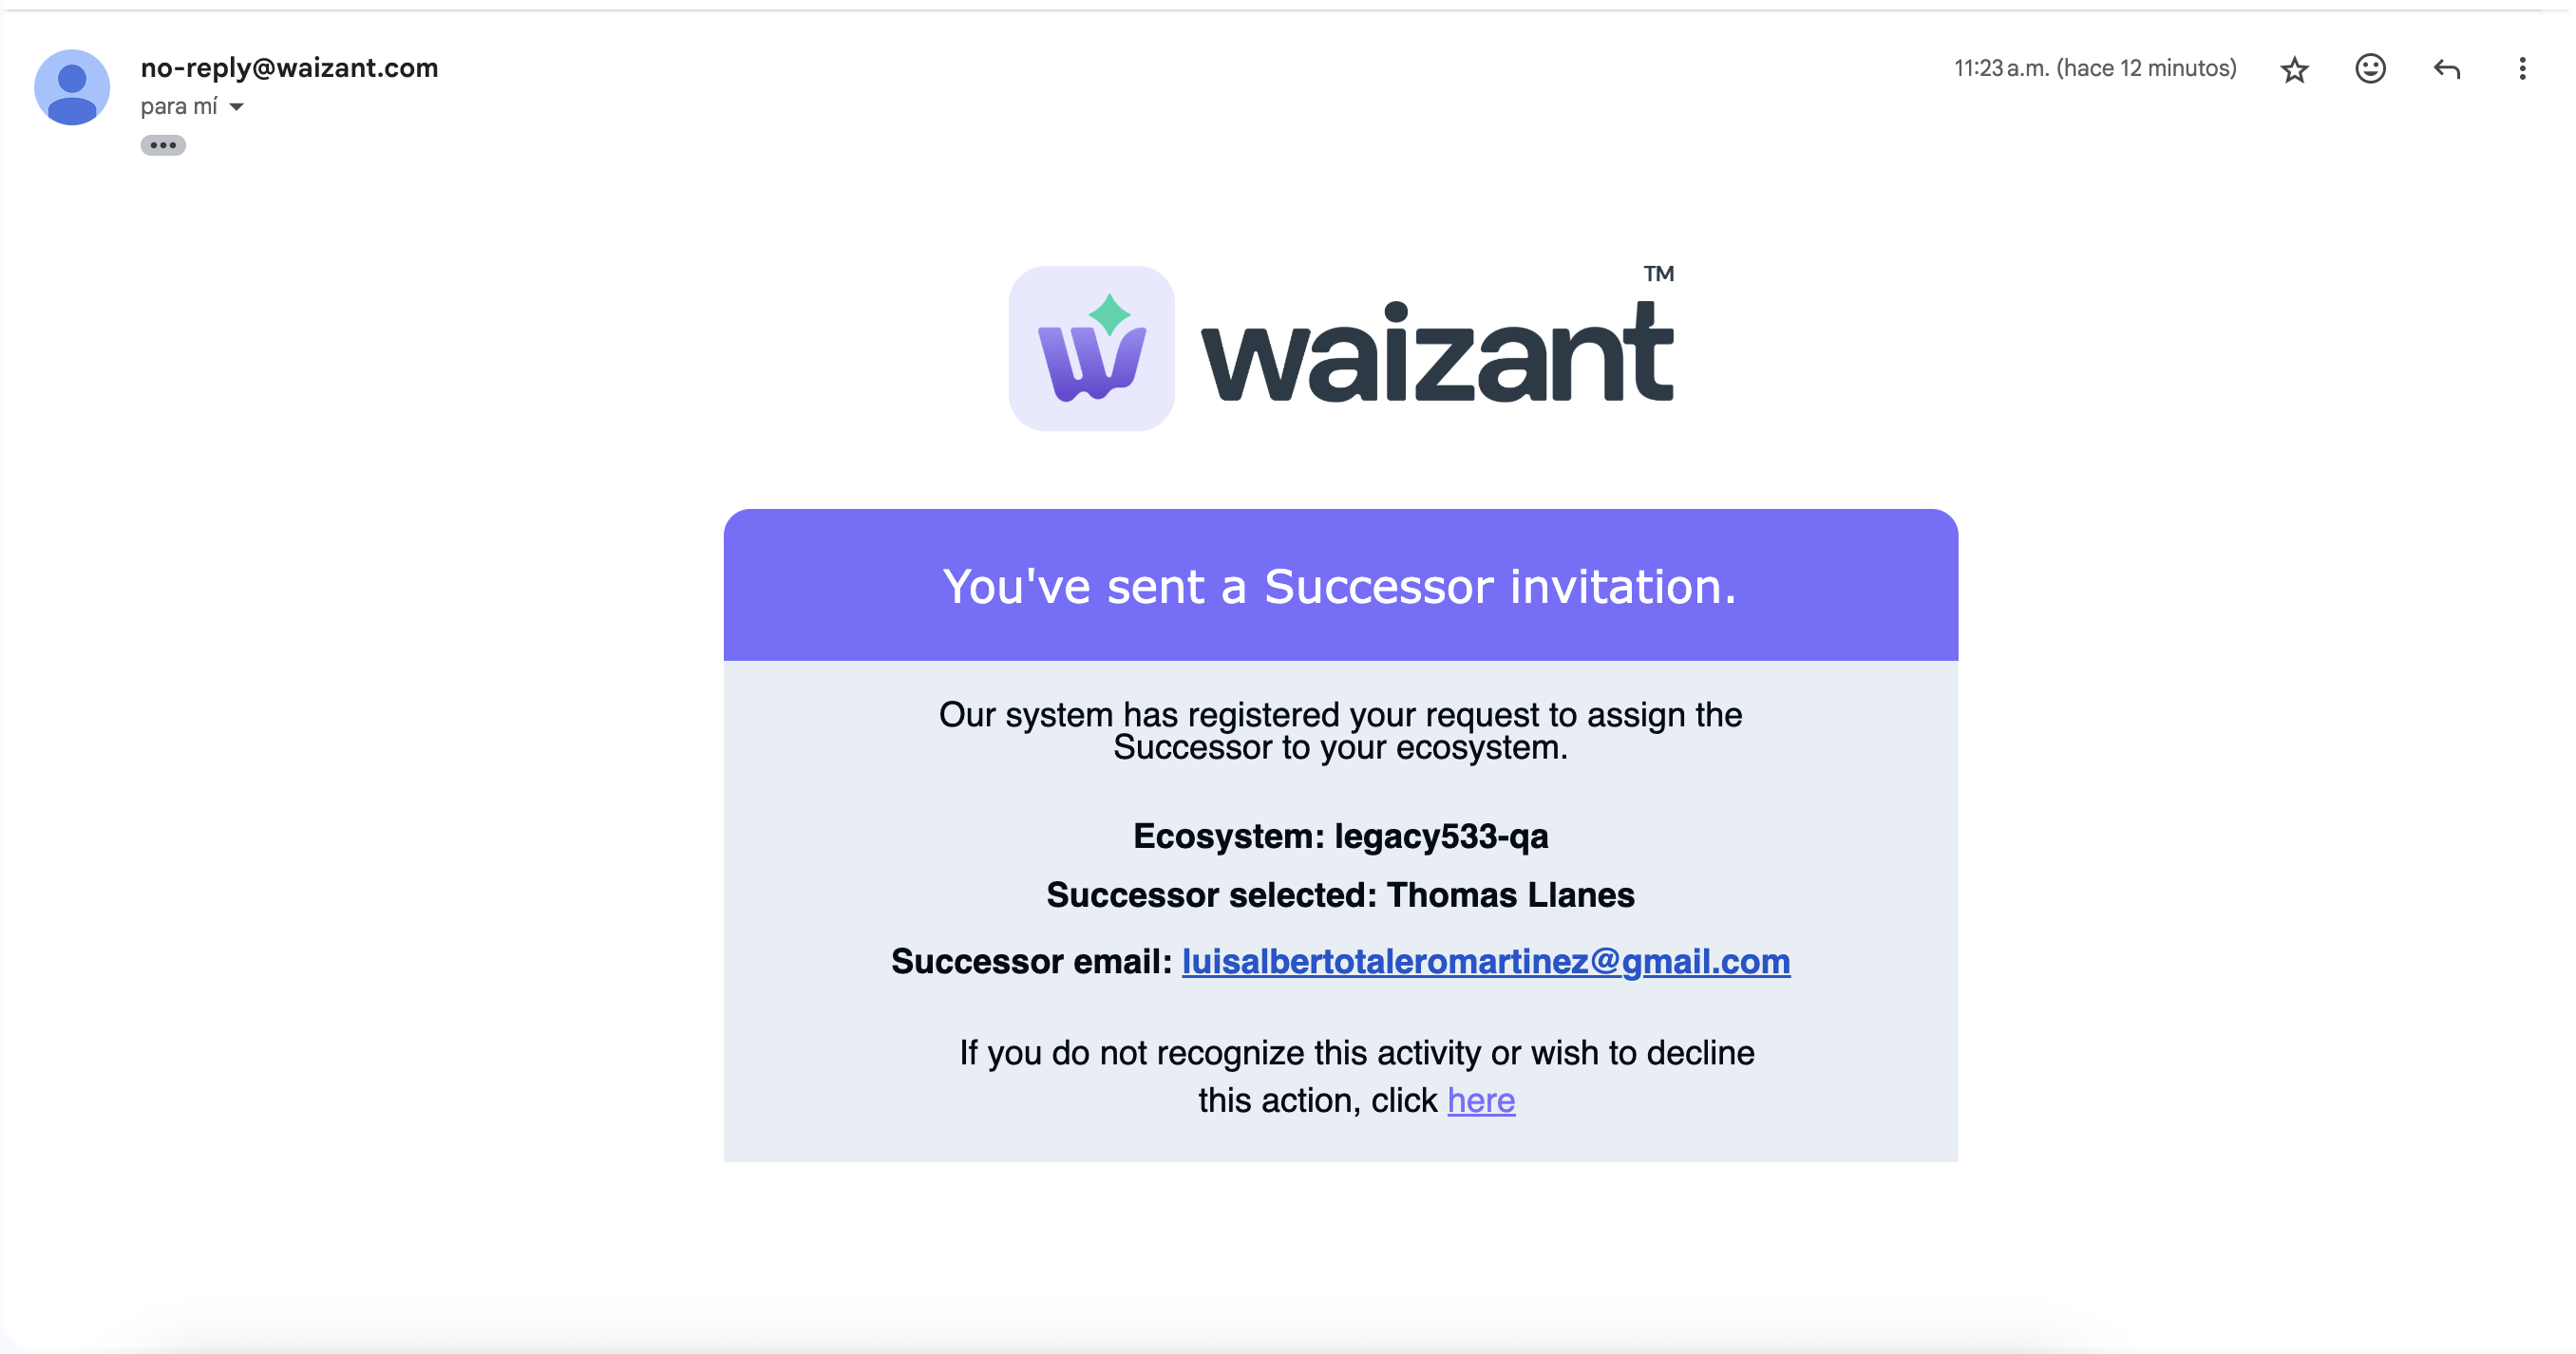 no-reply@waizant.com
11:23 a.m. (hace 12 minutos)
para mí
waizant™
You've sent a Successor invitation.
Our system has registered your request to assign the
Successor to your ecosystem.
Ecosystem: legacy533-qa
Successor selected: Thomas Llanes
Successor email: luisalbertotaleromartinez@gmail.com
If you do not recognize this activity or wish to decline
this action, click here